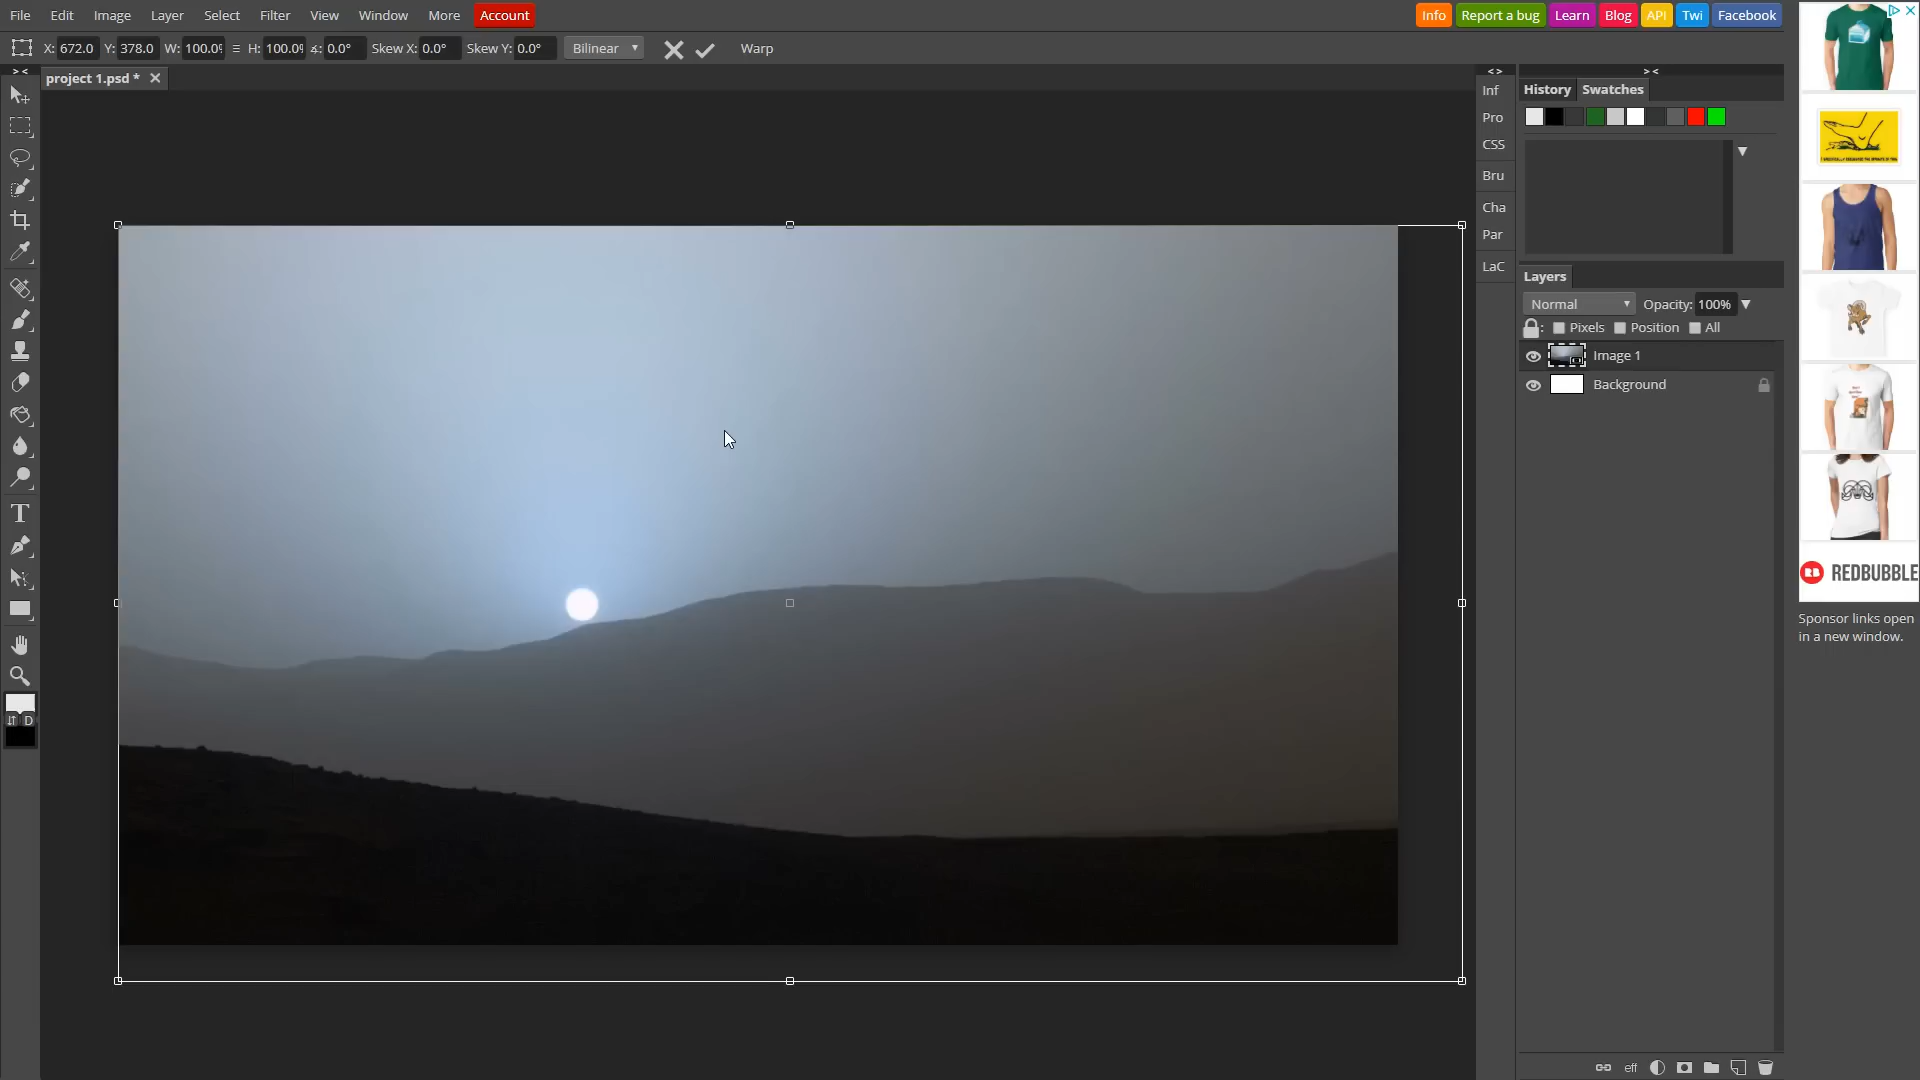 File Edit Image Layer Select Filter View Window More Account Info Report a bug Learn Blog API Twi Facebook
X: 672.0 Y: 378.0 W: 100.0% H: 100.0% 0.0° Skew X: 0.0° Skew Y: 0.0° Bilinear Warp
project 1.psd *
> <
< >
> <
Inf
Pro
CSS
Bru
Cha
Par
LaC
History Swatches
Layers
Normal Opacity: 100%
: Pixels Position All
Image 1
Background
T
D
eff
REDBUBBLE
Sponsor links open
in a new window.